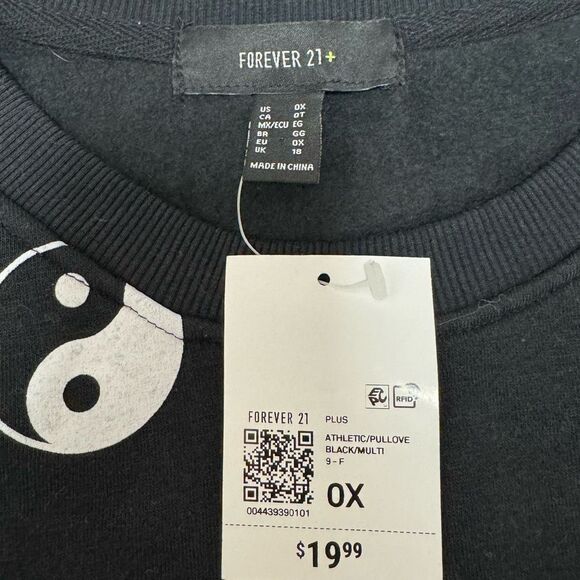 FOREVER 21+
US 0X
CA 0T
MX/ECU EG
BR GG
EU 0X
UK 18
MADE IN CHINA
EPC RFID
FOREVER 21 PLUS
ATHLETIC/PULLOVE
BLACK/MULTI
9 - F
0X
004439390101
$19.99